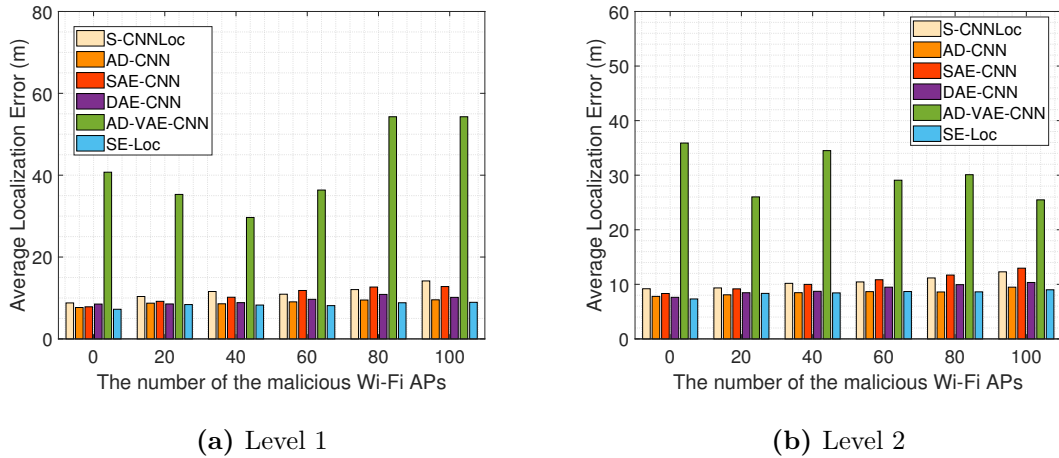 80
60
40
20
0
Average Localization Error (m)
S-CNNLoc
AD-CNN
SAE-CNN
DAE-CNN
AD-VAE-CNN
SE-Loc
0 20 40 60 80 100
The number of the malicious Wi-Fi APs
(a) Level 1
60
50
40
30
20
10
0
Average Localization Error (m)
S-CNNLoc
AD-CNN
SAE-CNN
DAE-CNN
AD-VAE-CNN
SE-Loc
0 20 40 60 80 100
The number of the malicious Wi-Fi APs
(b) Level 2